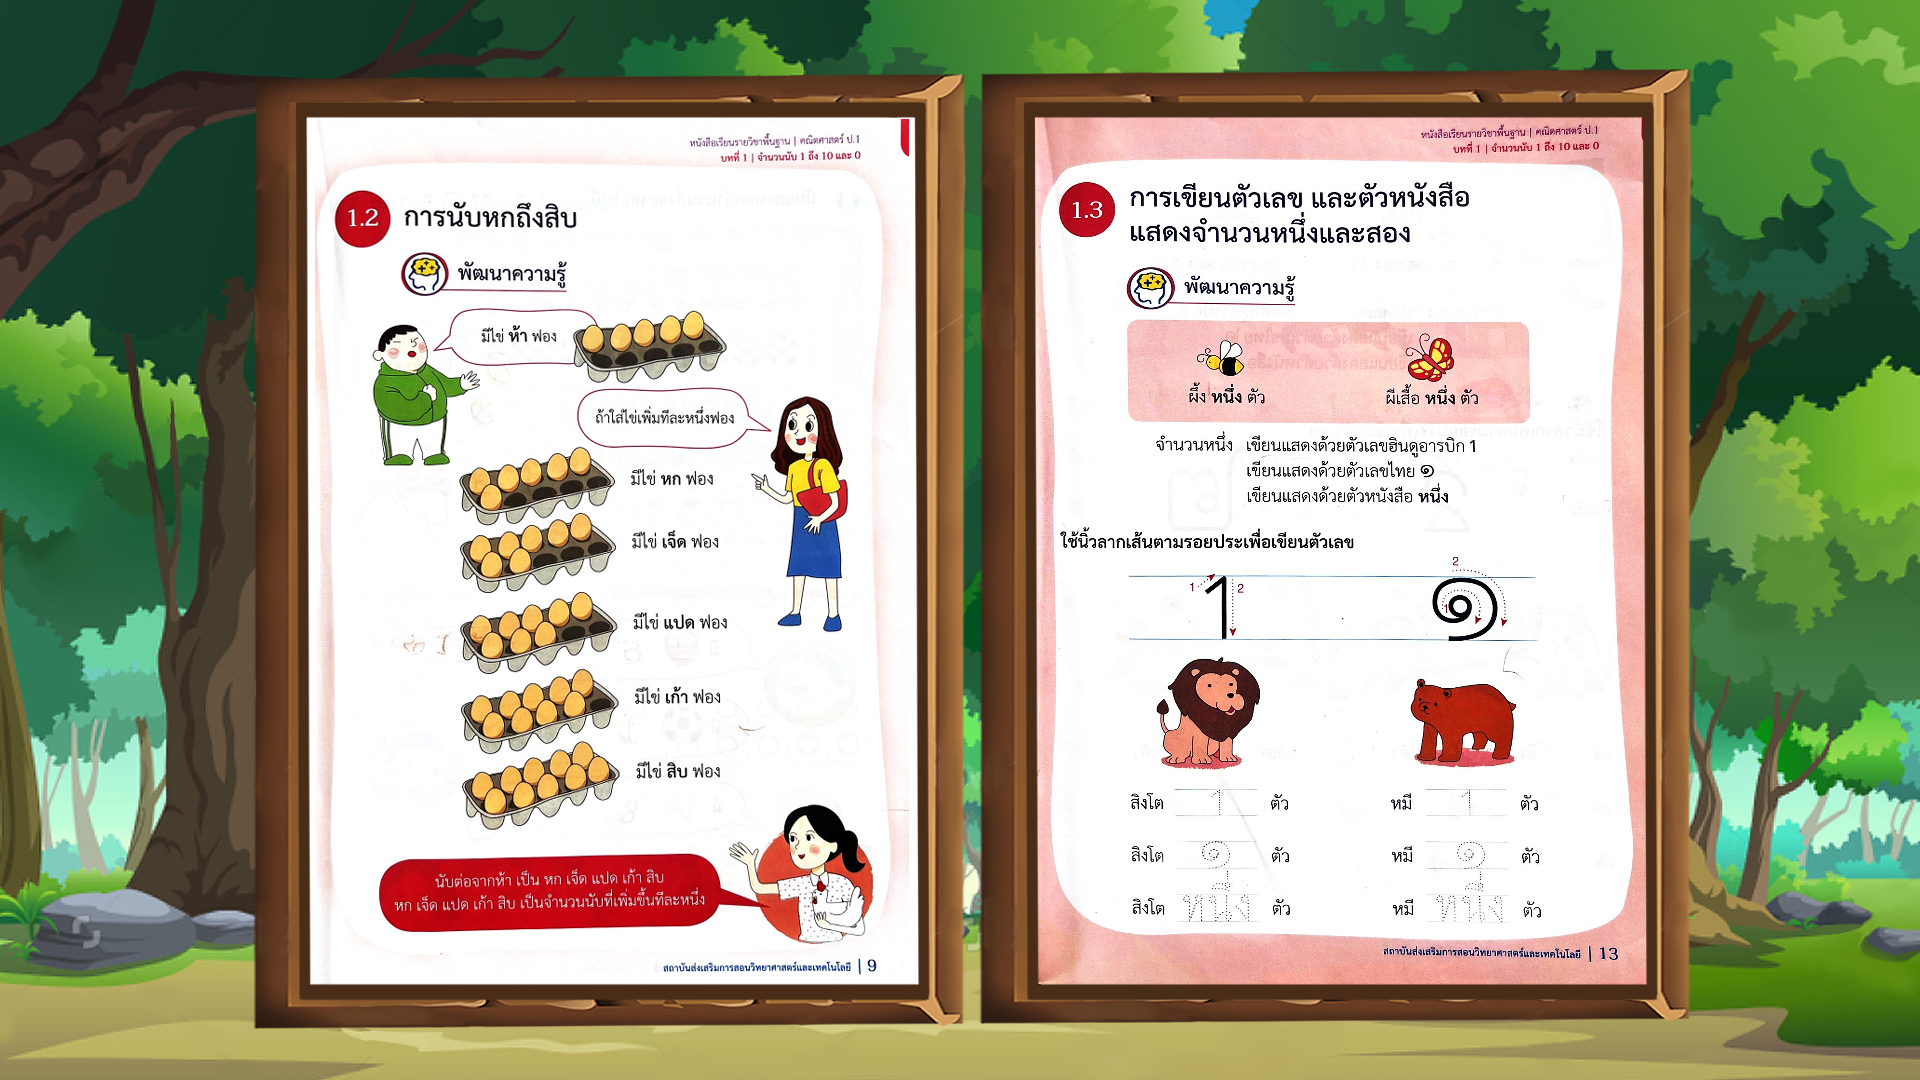 หนังสือเรียนรายวิชาพื้นฐาน | คณิตศาสตร์ ป.1
บทที่ 1 | จำนวนนับ 1 ถึง 10 และ 0
1.2 การนับหกถึงสิบ
พัฒนาความรู้
มีไข่ ห้า ฟอง
ถ้าใส่ไข่เพิ่มทีละหนึ่งฟอง
มีไข่ หก ฟอง
มีไข่ เจ็ด ฟอง
มีไข่ แปด ฟอง
มีไข่ เก้า ฟอง
มีไข่ สิบ ฟอง
นับต่อจากห้า เป็น หก เจ็ด แปด เก้า สิบ
หก เจ็ด แปด เก้า สิบ เป็นจำนวนนับที่เพิ่มขึ้นทีละหนึ่ง
สถาบันส่งเสริมการสอนวิทยาศาสตร์และเทคโนโลยี | 9
หนังสือเรียนรายวิชาพื้นฐาน | คณิตศาสตร์ ป.1
บทที่ 1 | จำนวนนับ 1 ถึง 10 และ 0
1.3 การเขียนตัวเลข และตัวหนังสือ
แสดงจำนวนหนึ่งและสอง
พัฒนาความรู้
ผึ้ง หนึ่ง ตัว ผีเสื้อ หนึ่ง ตัว
จำนวนหนึ่ง เขียนแสดงด้วยตัวเลขฮินดูอารบิก 1
เขียนแสดงด้วยตัวเลขไทย ๑
เขียนแสดงด้วยตัวหนังสือ หนึ่ง
ใช้นิ้วลากเส้นตามรอยประเพื่อเขียนตัวเลข
1 1 2 ๑ 1 2
สิงโต 1 ตัว หมี 1 ตัว
สิงโต ๑ ตัว หมี ๑ ตัว
สิงโต หนึ่ง ตัว หมี หนึ่ง ตัว
สถาบันส่งเสริมการสอนวิทยาศาสตร์และเทคโนโลยี | 13